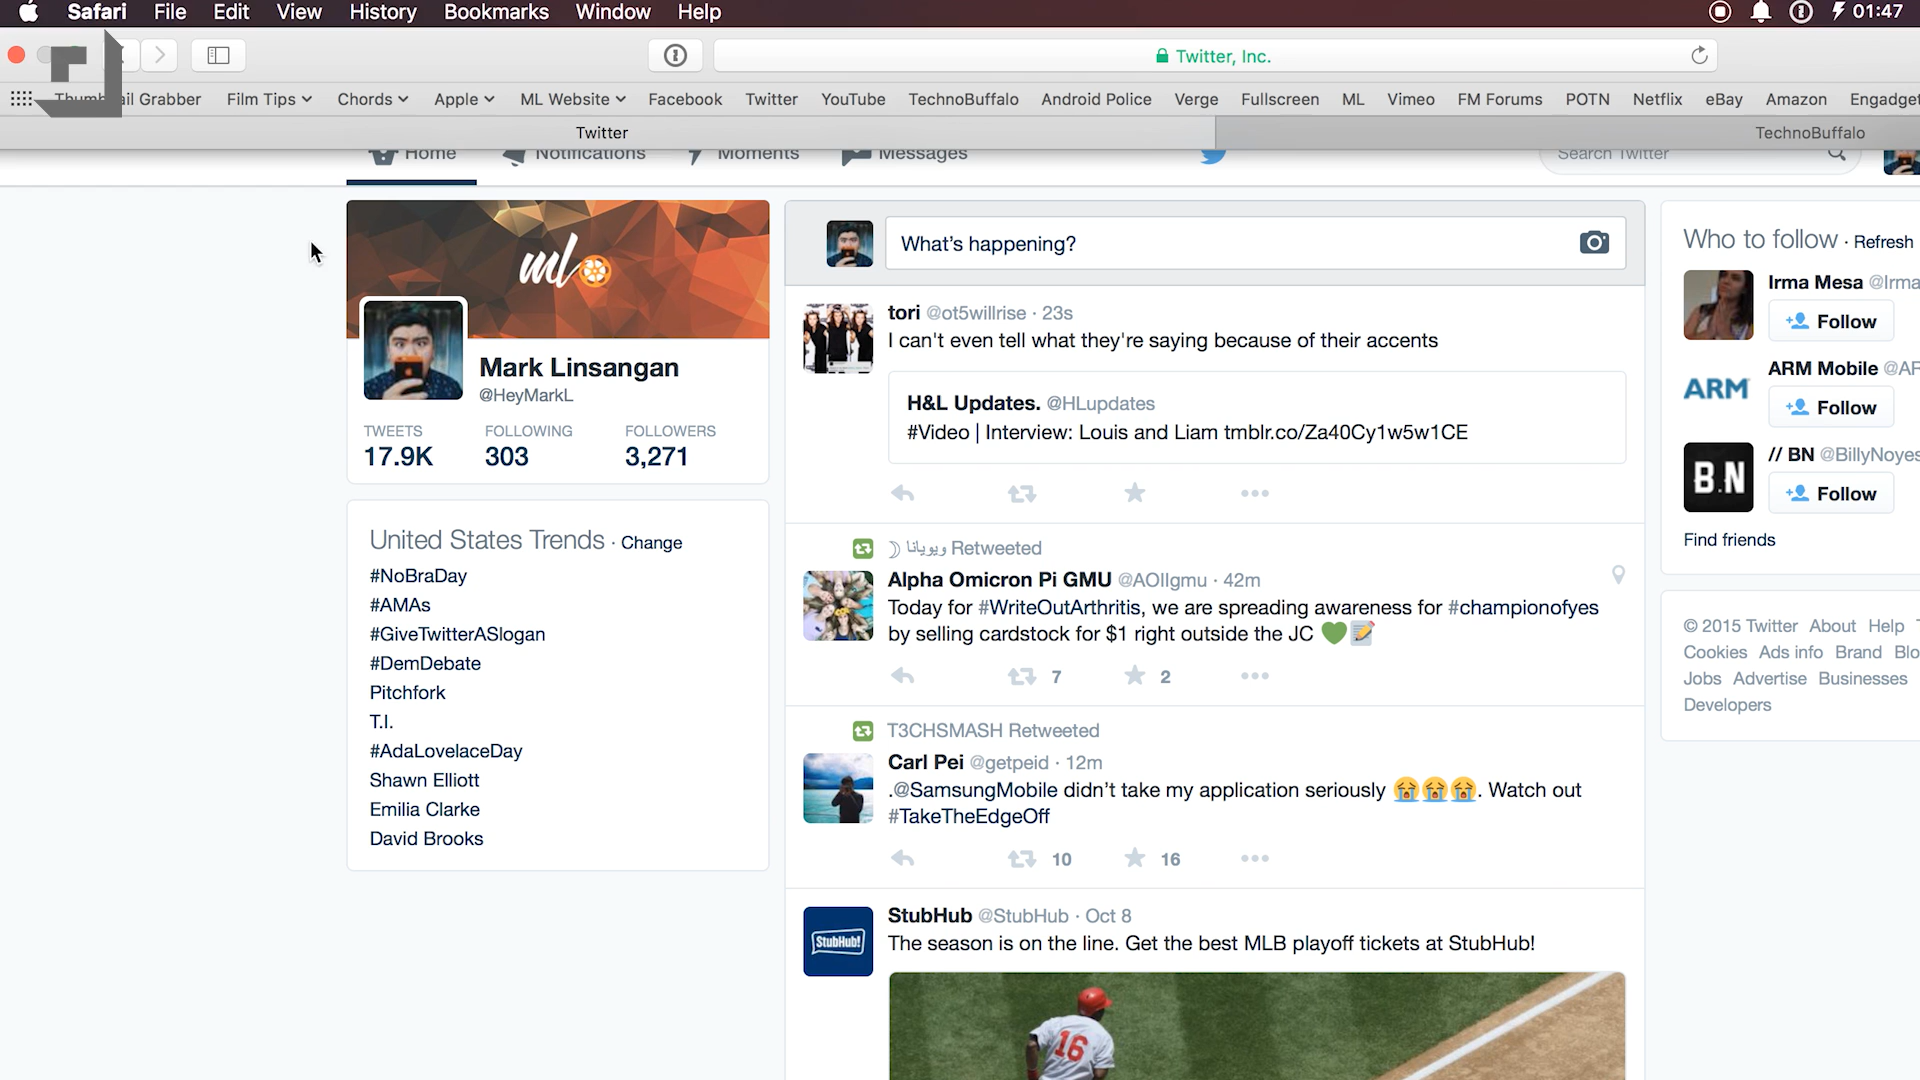 Safari File Edit View History Bookmarks Window Help 01:47
Twitter, Inc.
Film Tips Chords Apple ML Website Facebook Twitter YouTube TechnoBuffalo Android Police Verge Fullscreen ML Vimeo FM Forums POTN Netflix eBay Amazon Engadget
Twitter TechnoBuffalo
Home Notifications Moments Messages Search Twitter
ml
Mark Linsangan
@HeyMarkL
TWEETS FOLLOWING FOLLOWERS
17.9K 303 3,271
United States Trends · Change
#NoBraDay
#AMAs
#GiveTwitterASlogan
#DemDebate
Pitchfork
T.I.
#AdaLovelaceDay
Shawn Elliott
Emilia Clarke
David Brooks
What's happening?
tori @ot5willrise · 23s
I can't even tell what they're saying because of their accents
H&L Updates. @HLupdates
#Video | Interview: Louis and Liam tmblr.co/Za40Cy1w5w1CE
ويويانا Retweeted
Alpha Omicron Pi GMU @AOIIgmu · 42m
Today for #WriteOutArthritis, we are spreading awareness for #championofyes
by selling cardstock for $1 right outside the JC 💚📝
7 2
T3CHSMASH Retweeted
Carl Pei @getpeid · 12m
.@SamsungMobile didn't take my application seriously 😭😭😭. Watch out
#TakeTheEdgeOff
10 16
StubHub!
StubHub @StubHub · Oct 8
The season is on the line. Get the best MLB playoff tickets at StubHub!
16
Who to follow · Refresh
Irma Mesa @Irma
Follow
ARM
ARM Mobile @AR
Follow
B.N
// BN @BillyNoyes
Follow
Find friends
© 2015 Twitter About Help
Cookies Ads info Brand Blo
Jobs Advertise Businesses
Developers